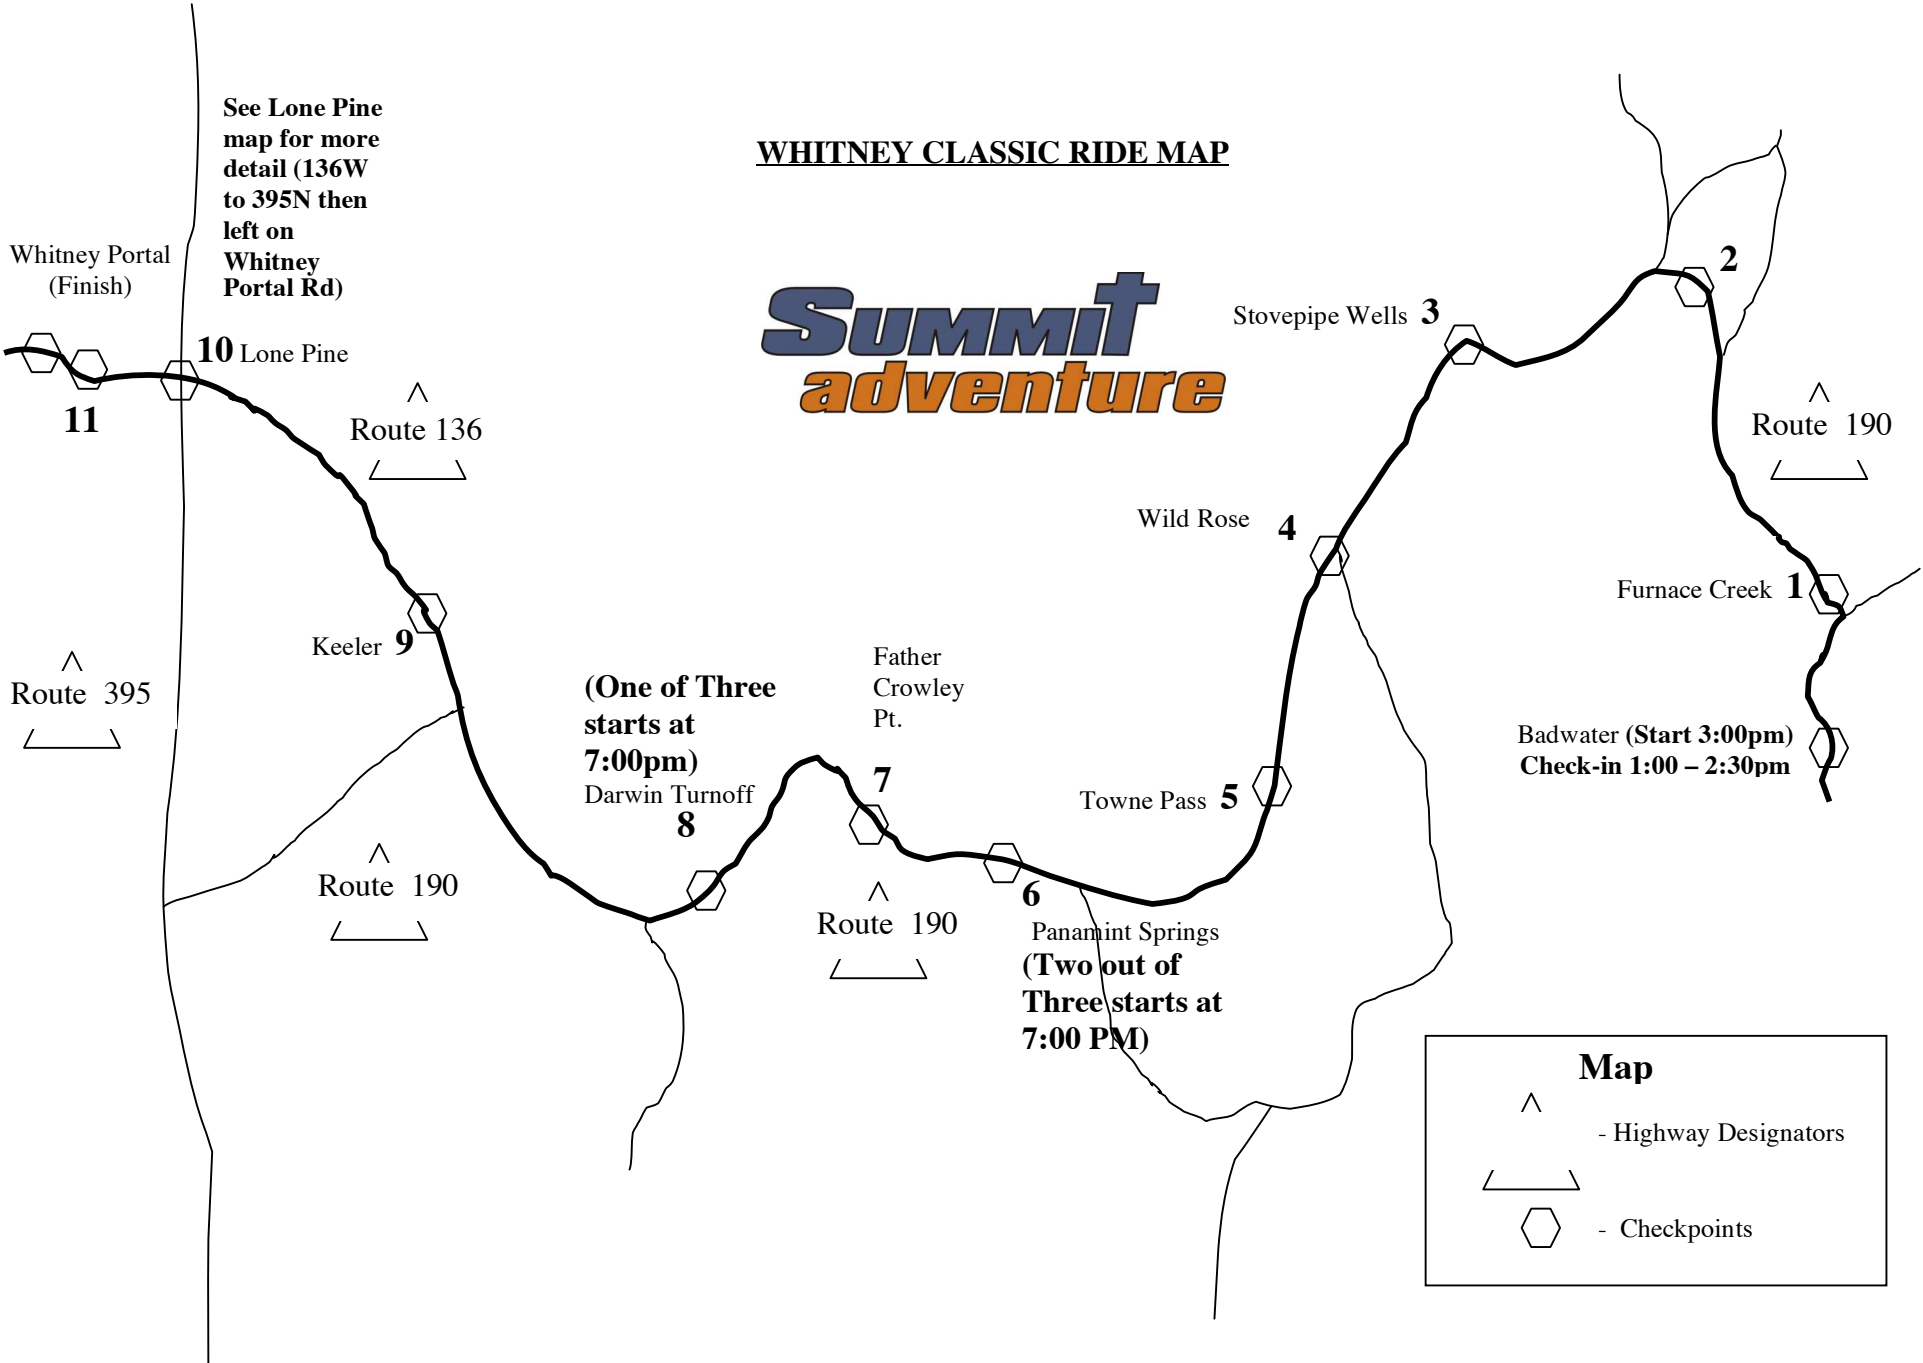 WHITNEY CLASSIC RIDE MAP
See Lone Pine
map for more
detail (136W
to 395N then
left on
Whitney
Portal Rd)
Whitney Portal
(Finish)
10 Lone Pine
11
Route 136
SUMMIT
adventure
Stovepipe Wells 3
2
Route 190
Wild Rose 4
Furnace Creek 1
Badwater (Start 3:00pm)
Check-in 1:00 – 2:30pm
Keeler 9
Route 395
(One of Three
starts at
7:00pm)
Darwin Turnoff
8
Father
Crowley
Pt.
7
Towne Pass 5
Route 190
Route 190
6
Panamint Springs
(Two out of
Three starts at
7:00 PM)
Map
- Highway Designators
- Checkpoints